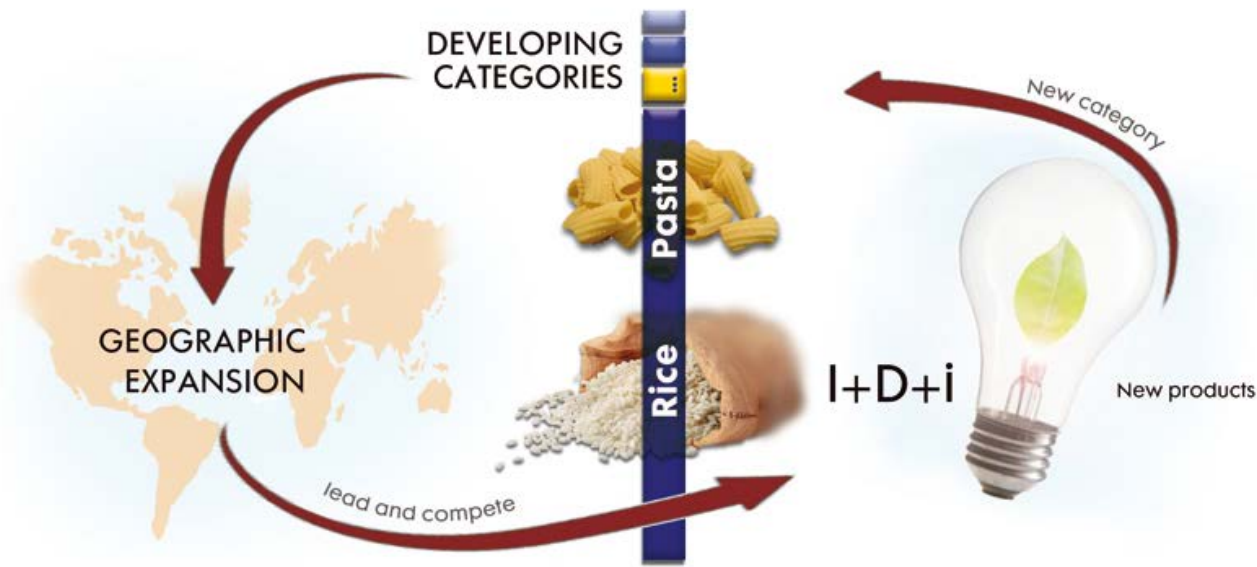 DEVELOPING
CATEGORIES
New category
Pasta
Rice
GEOGRAPHIC
EXPANSION
I+D+i
New products
lead and compete